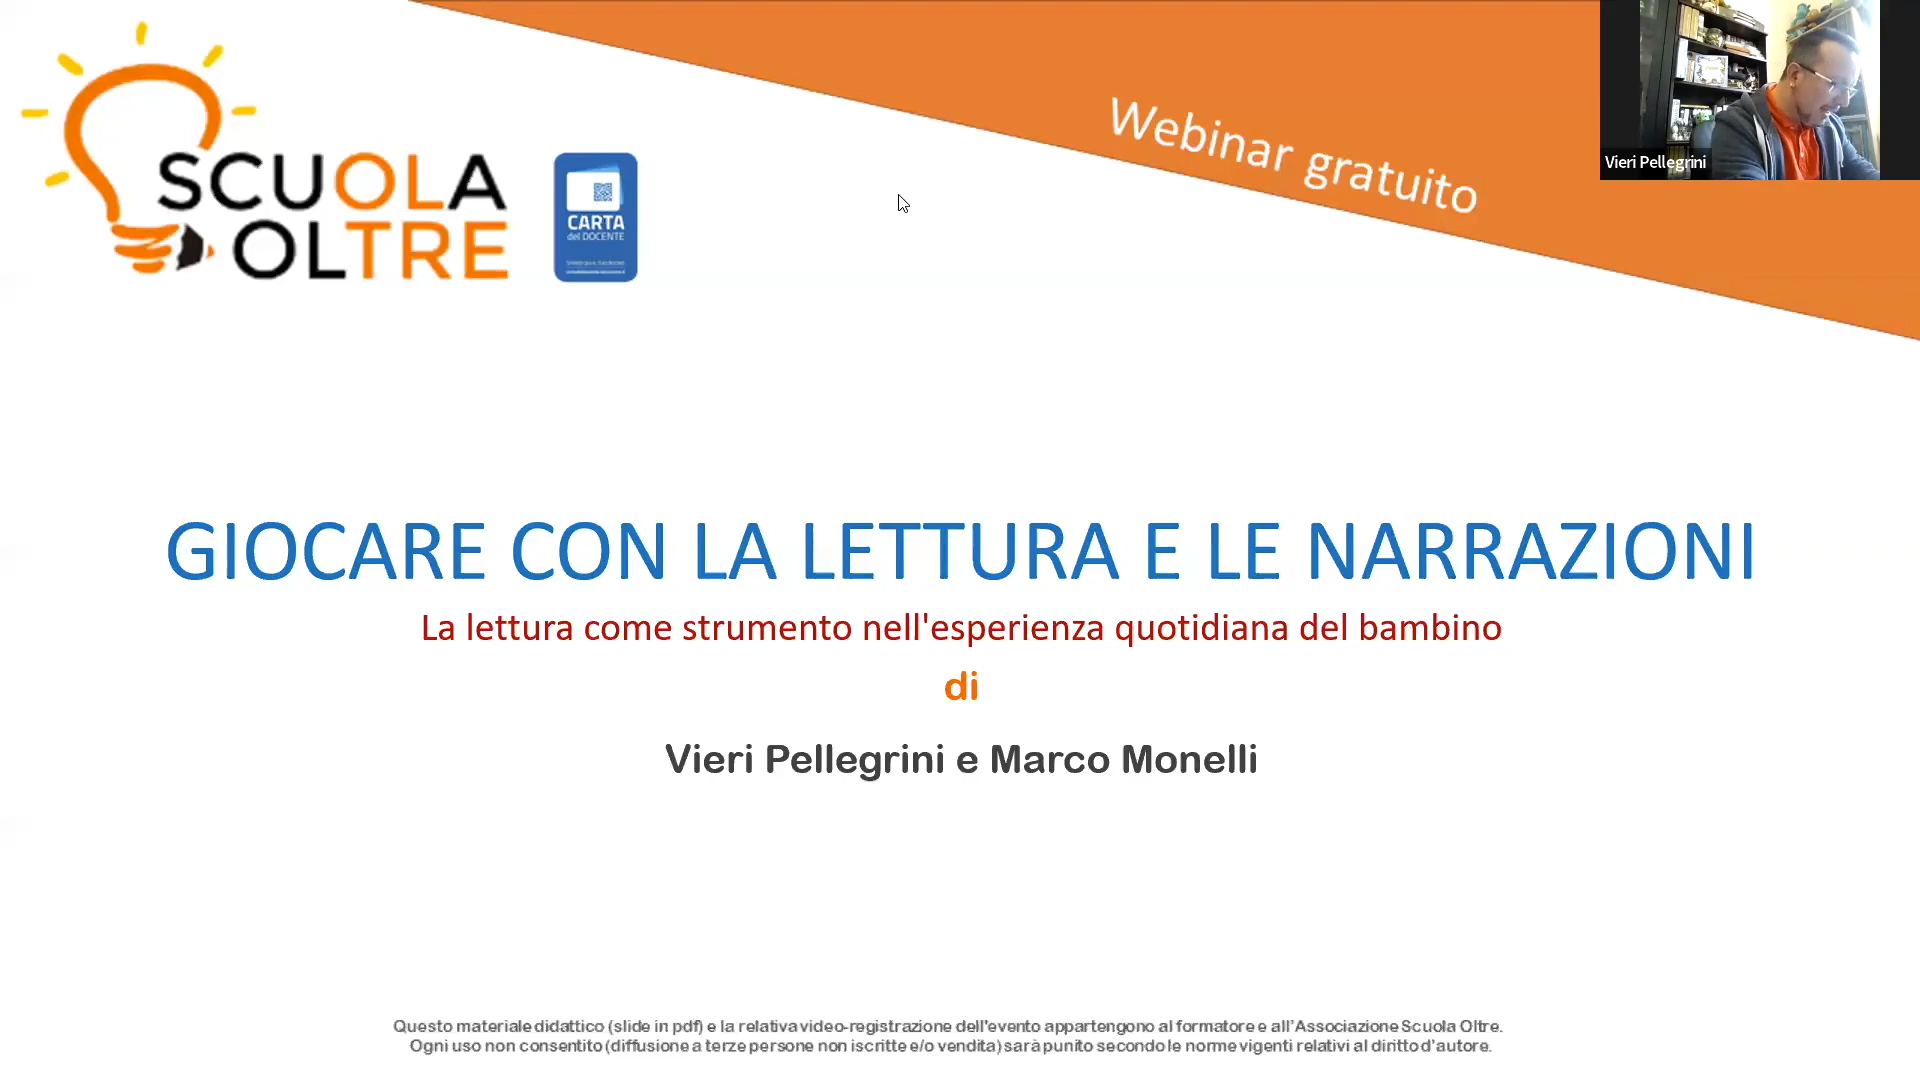 SCUOLA
OLTRE
CARTA
del DOCENTE
Webinar gratuito
Vieri Pellegrini
GIOCARE CON LA LETTURA E LE NARRAZIONI
La lettura come strumento nell'esperienza quotidiana del bambino
di
Vieri Pellegrini e Marco Monelli
Questo materiale didattico (slide in pdf) e la relativa video-registrazione dell'evento appartengono al formatore e all'Associazione Scuola Oltre.
Ogni uso non consentito (diffusione a terze persone non iscritte e/o vendita) sarà punito secondo le norme vigenti relativi al diritto d'autore.